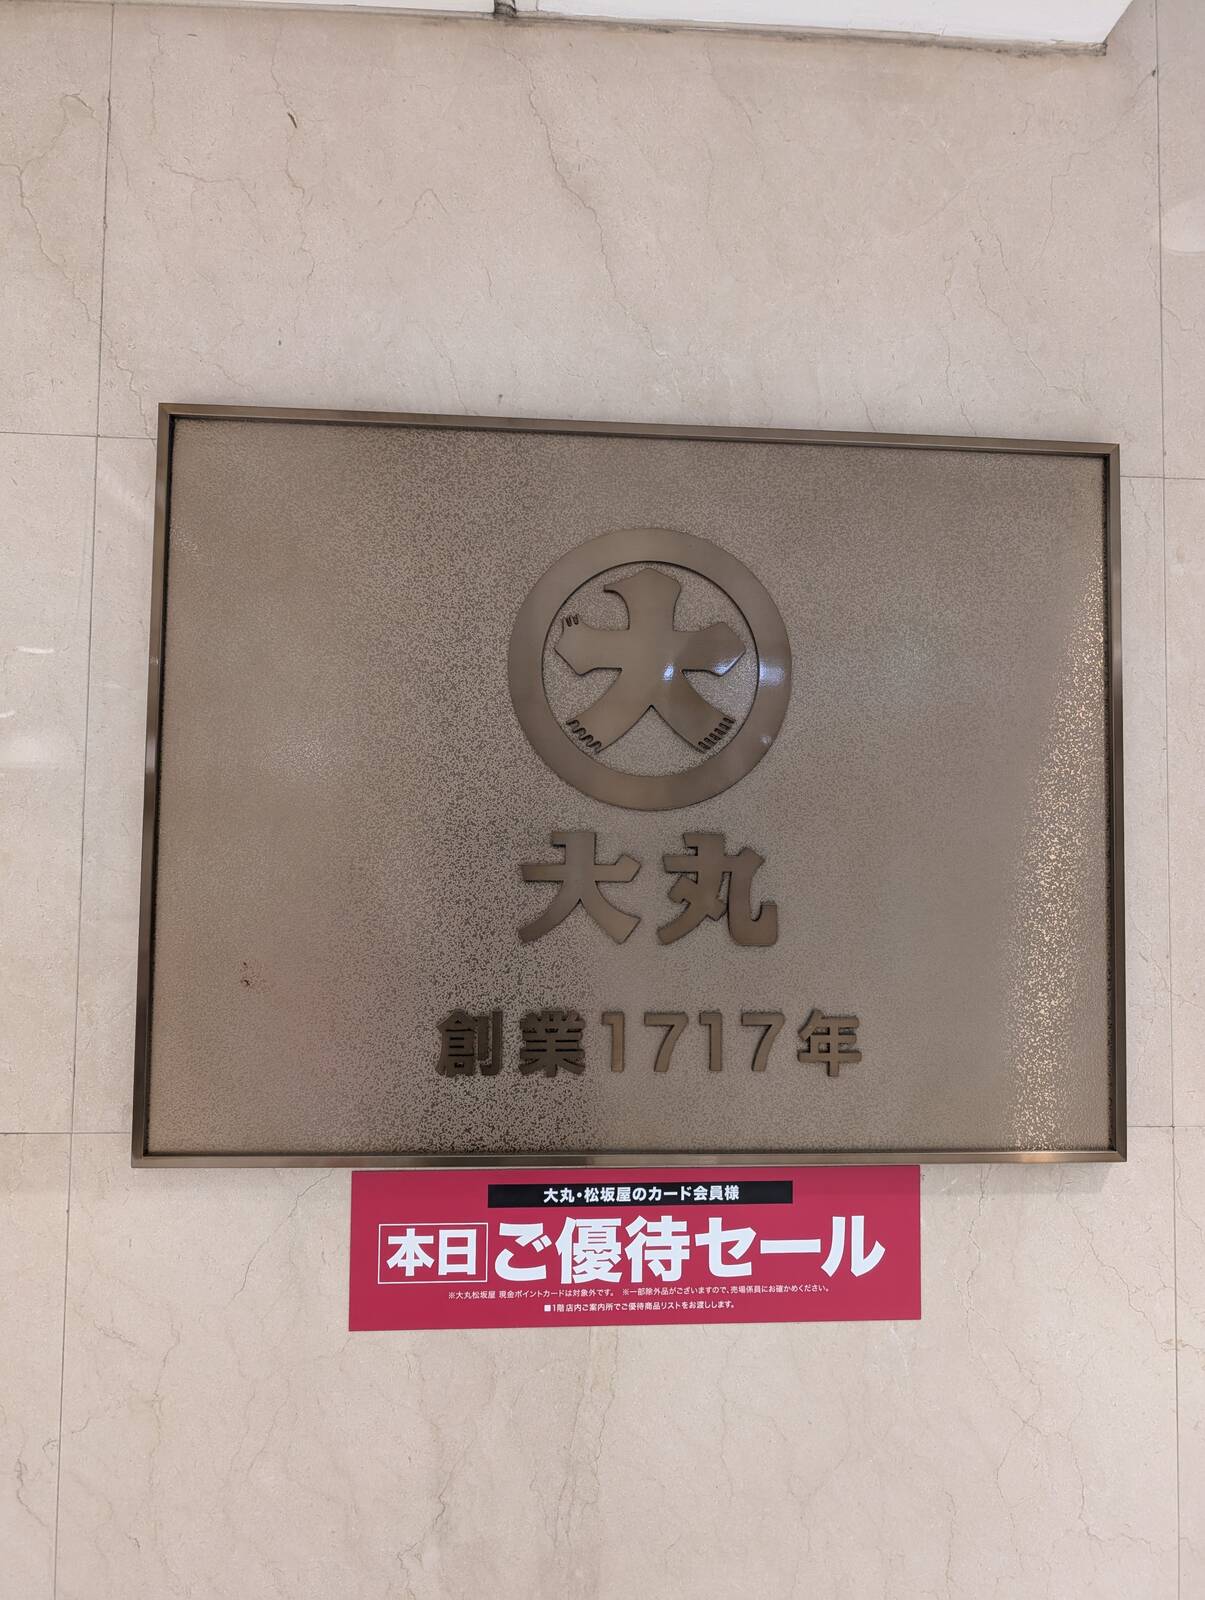 大
大丸
創業1717年
大丸・松坂屋のカード会員様
本日ご優待セール
※大丸松坂屋 現金ポイントカードは対象外です。 ※一部除外品がございますので、売場係員にお確かめください。
■1階 店内ご案内所でご優待商品リストをお渡しします。